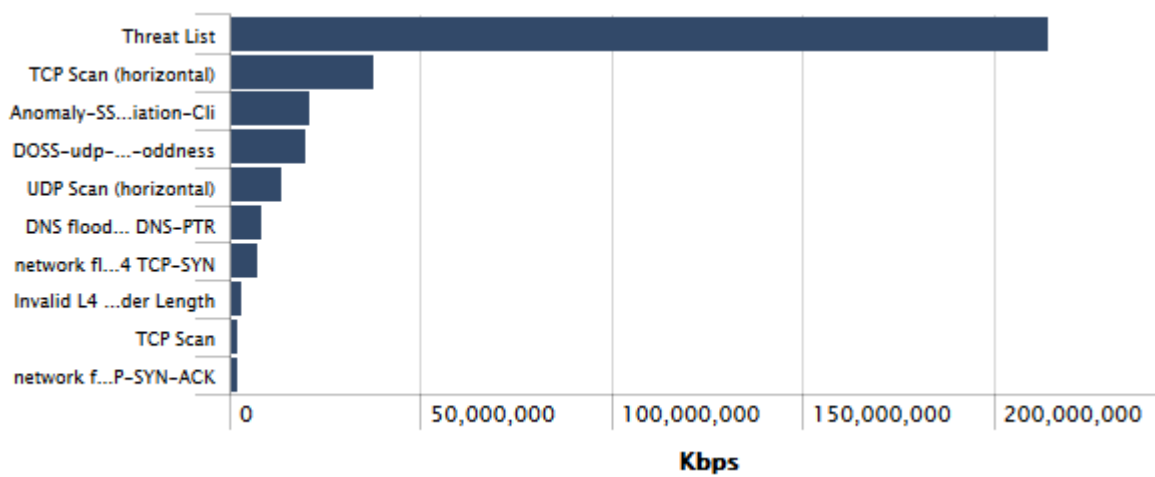 Threat List
TCP Scan (horizontal)
Anomaly-SS...iation-Cli
DOSS-udp-...-oddness
UDP Scan (horizontal)
DNS flood... DNS-PTR
network fl...4 TCP-SYN
Invalid L4 ...der Length
TCP Scan
network f...P-SYN-ACK
0 50,000,000 100,000,000 150,000,000 200,000,000
Kbps